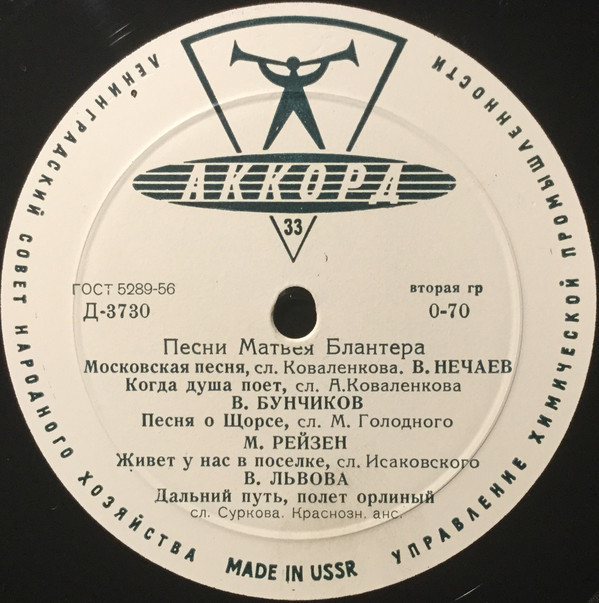 ЛЕНИНГРАДСКИЙ СОВЕТ НАРОДНОГО ХОЗЯЙСТВА
УПРАВЛЕНИЕ ХИМИЧЕСКОЙ ПРОМЫШЛЕННОСТИ
АККОРД
33
ГОСТ 5289-56
вторая гр
Д-3730
0-70
Песни Матвея Блантера
Московская песня, сл. Коваленкова. В. НЕЧАЕВ
Когда душа поет, сл. А.Коваленкова
В. БУНЧИКОВ
Песня о Щорсе, сл. М. Голодного
М. РЕЙЗЕН
Живет у нас в поселке, сл. Исаковского
В. ЛЬВОВА
Дальний путь, полет орлиный
сл. Суркова. Краснозн. анс.
MADE IN USSR